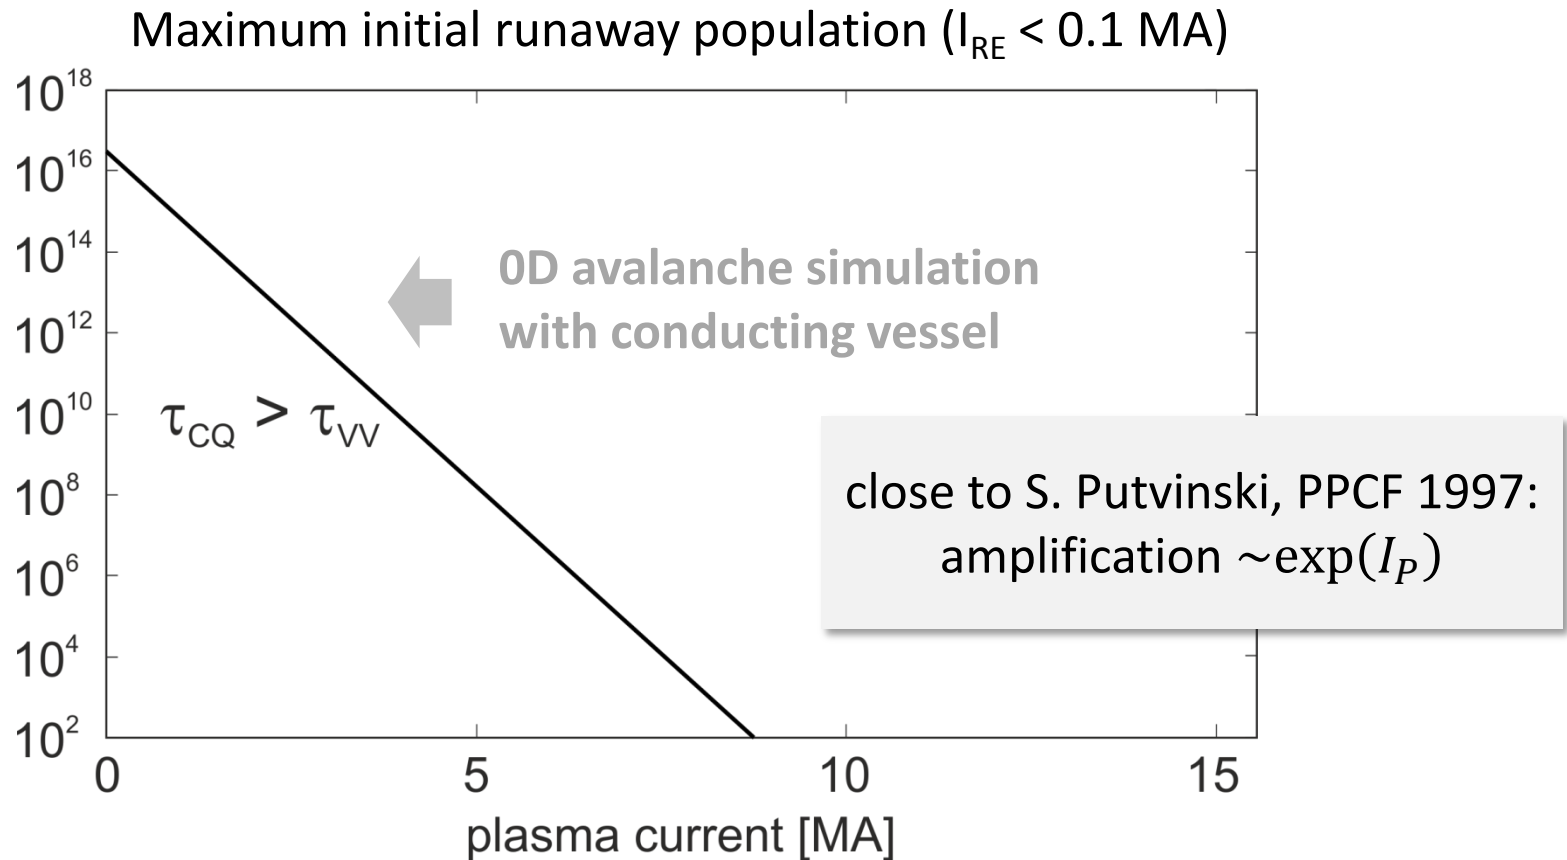 Maximum initial runaway population (I_RE < 0.1 MA)
10^18
10^16
10^14
10^12
10^10
10^8
10^6
10^4
10^2
0D avalanche simulation
with conducting vessel
τ_CQ > τ_VV
close to S. Putvinski, PPCF 1997:
amplification ~exp(I_P)
0 5 10 15
plasma current [MA]